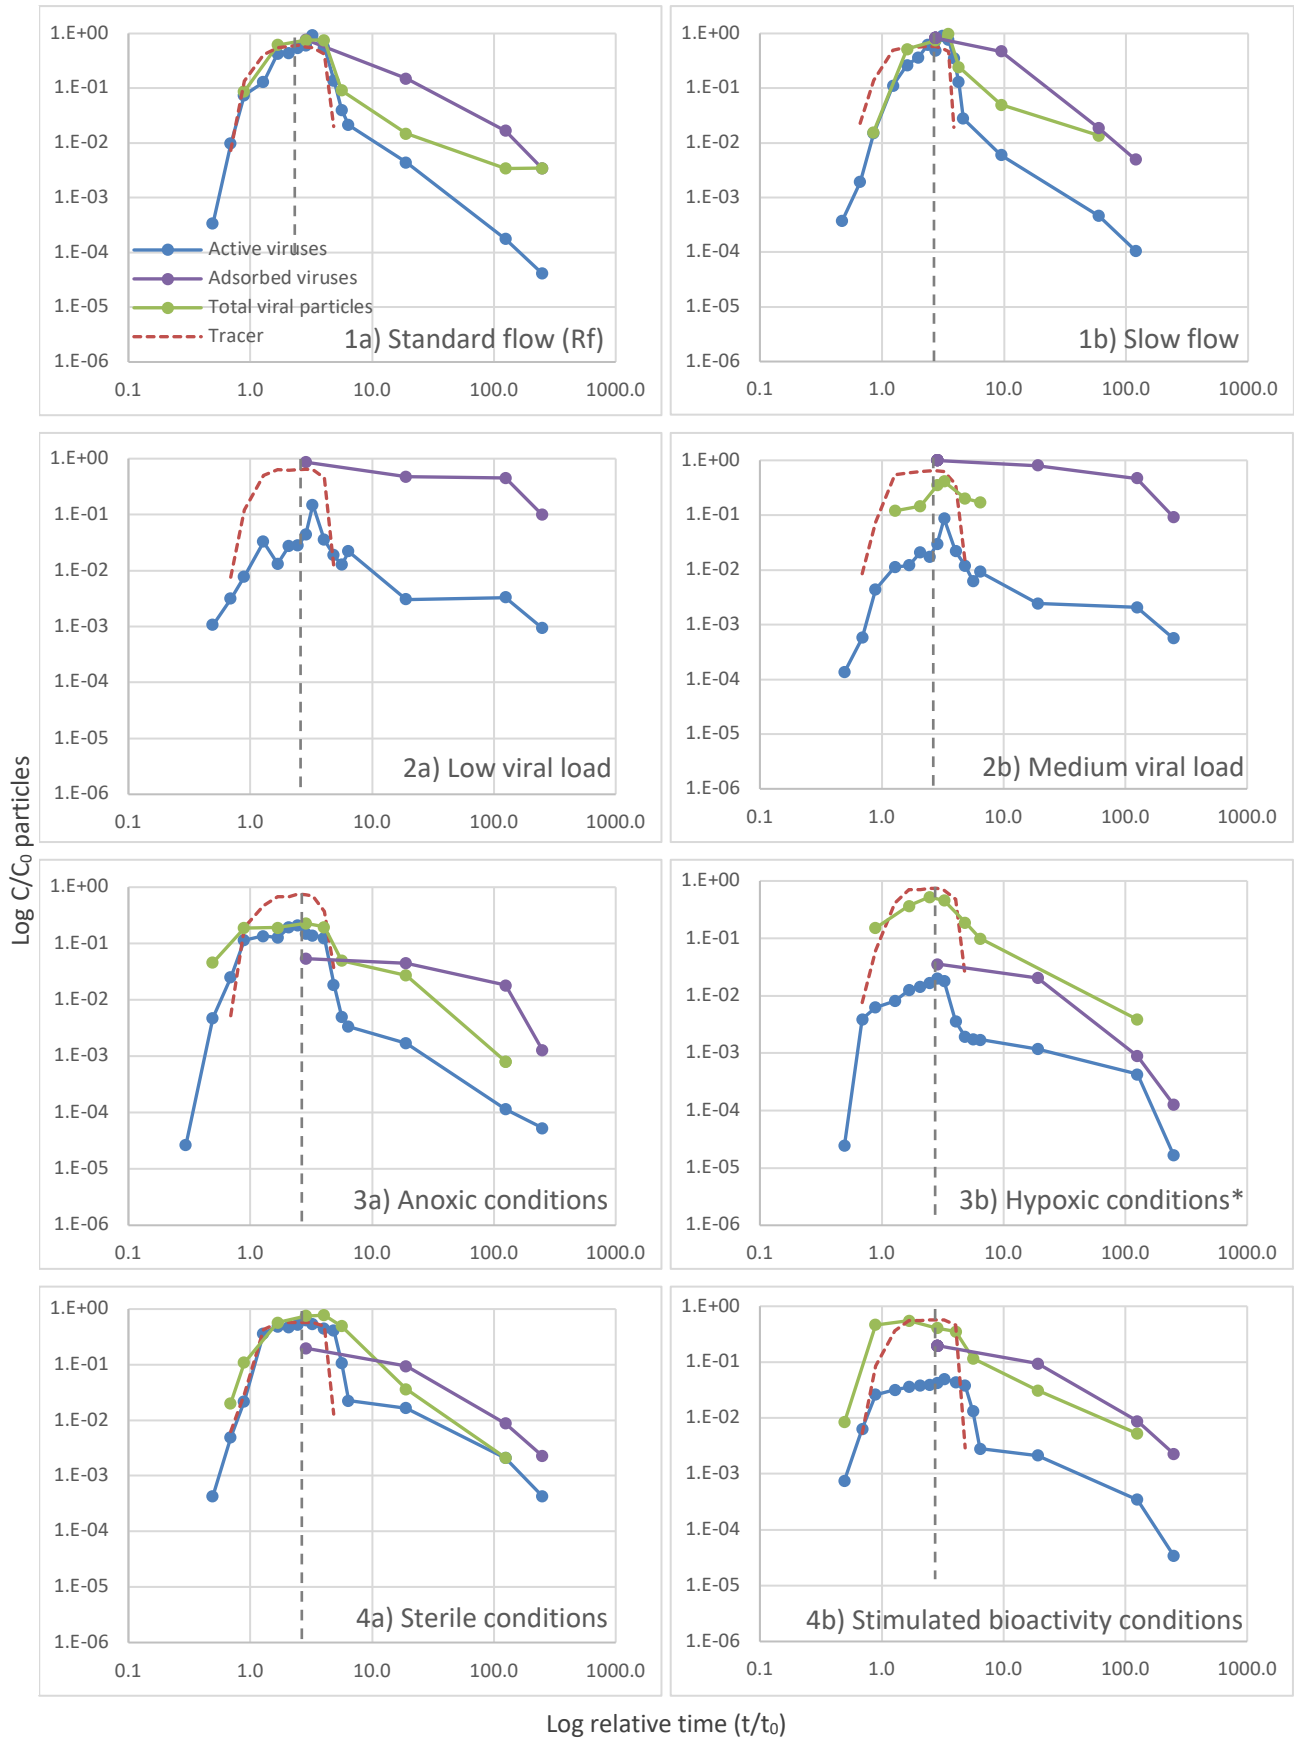 1.E+00
1.E-01
1.E-02
1.E-03
1.E-04
1.E-05
1.E-06
Active viruses
Adsorbed viruses
Total viral particles
Tracer
1a) Standard flow (Rf)
0.1 1.0 10.0 100.0 1000.0
1.E+00
1.E-01
1.E-02
1.E-03
1.E-04
1.E-05
1.E-06
1b) Slow flow
0.1 1.0 10.0 100.0 1000.0
1.E+00
1.E-01
1.E-02
1.E-03
1.E-04
1.E-05
1.E-06
2a) Low viral load
0.1 1.0 10.0 100.0 1000.0
1.E+00
1.E-01
1.E-02
1.E-03
1.E-04
1.E-05
1.E-06
2b) Medium viral load
0.1 1.0 10.0 100.0 1000.0
Log C/C₀ particles
1.E+00
1.E-01
1.E-02
1.E-03
1.E-04
1.E-05
1.E-06
3a) Anoxic conditions
0.1 1.0 10.0 100.0 1000.0
1.E+00
1.E-01
1.E-02
1.E-03
1.E-04
1.E-05
1.E-06
3b) Hypoxic conditions*
0.1 1.0 10.0 100.0 1000.0
1.E+00
1.E-01
1.E-02
1.E-03
1.E-04
1.E-05
1.E-06
4a) Sterile conditions
0.1 1.0 10.0 100.0 1000.0
1.E+00
1.E-01
1.E-02
1.E-03
1.E-04
1.E-05
1.E-06
4b) Stimulated bioactivity conditions
0.1 1.0 10.0 100.0 1000.0
Log relative time (t/t₀)